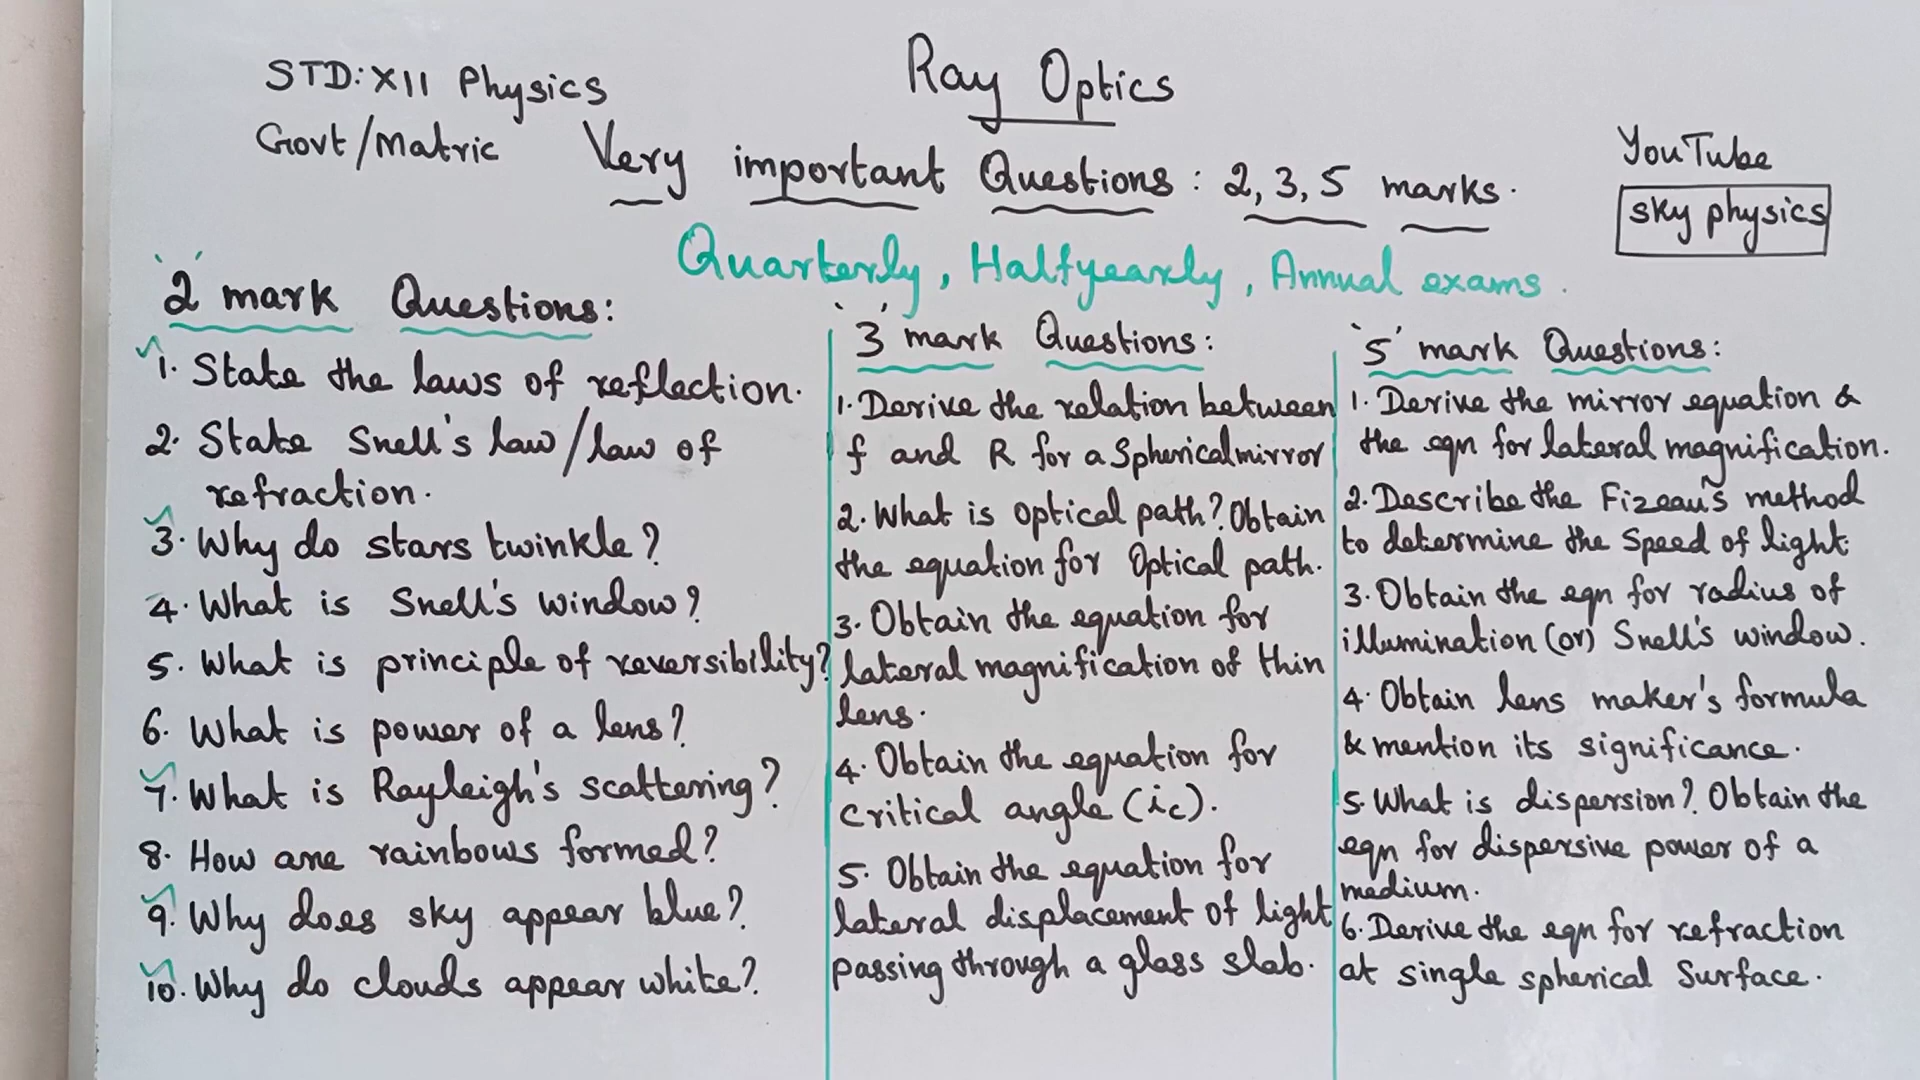 STD: XII Physics
Ray Optics
Govt/Matric
Very important Questions: 2, 3, 5 marks.
YouTube
sky physics
Quarterly, Halfyearly, Annual exams.
'2' mark Questions:
1. State the laws of reflection.
2. State Snell's law/law of
refraction.
3. Why do stars twinkle?
4. What is Snell's window?
5. What is principle of reversibility?
6. What is power of a lens?
7. What is Rayleigh's scattering?
8. How are rainbows formed?
9. Why does sky appear blue?
10. Why do clouds appear white?
'3' mark Questions:
1. Derive the relation between
f and R for a Spherical mirror
2. What is optical path? Obtain
the equation for Optical path.
3. Obtain the equation for
lateral magnification of thin
lens.
4. Obtain the equation for
critical angle (ic).
5. Obtain the equation for
lateral displacement of light
passing through a glass slab.
'5' mark Questions:
1. Derive the mirror equation &
the eqn for lateral magnification.
2. Describe the Fizeau's method
to determine the Speed of light.
3. Obtain the eqn for radius of
illumination (or) Snell's window.
4. Obtain lens maker's formula
& mention its significance.
5. What is dispersion? Obtain the
eqn for dispersive power of a
medium.
6. Derive the eqn for refraction
at single spherical Surface.